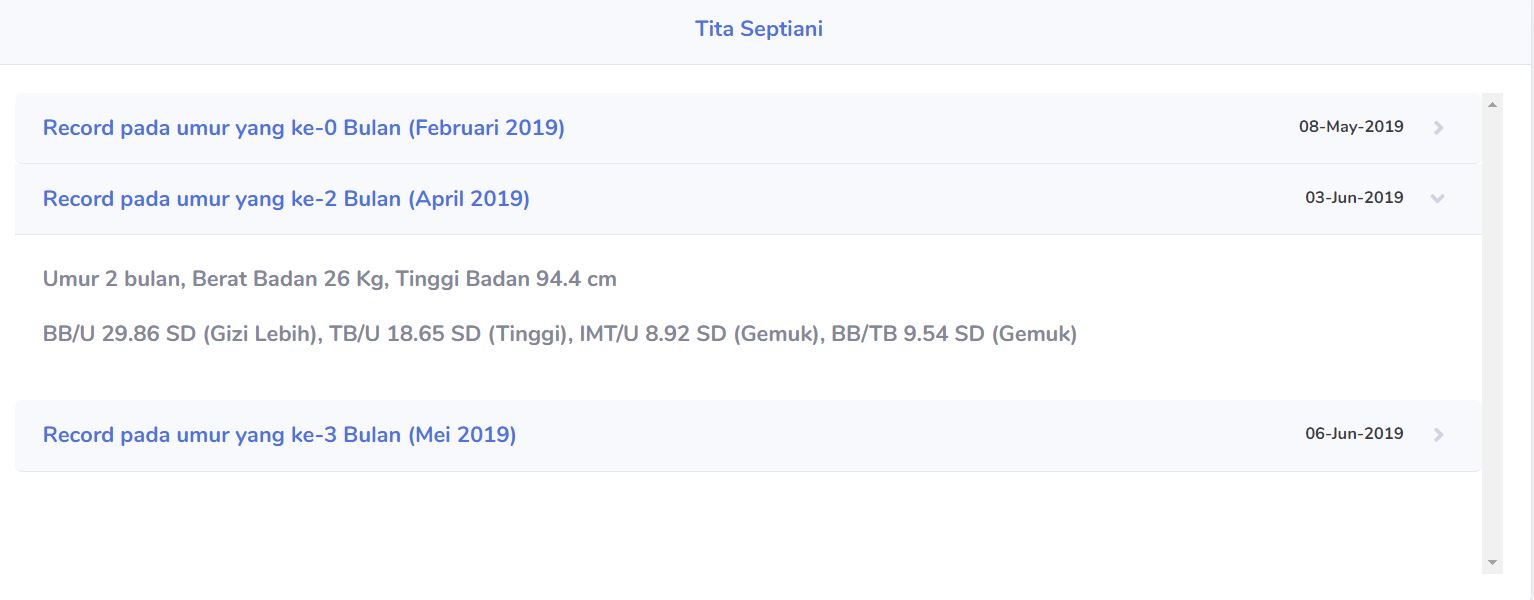 Tita Septiani
Record pada umur yang ke-0 Bulan (Februari 2019) 08-May-2019
Record pada umur yang ke-2 Bulan (April 2019) 03-Jun-2019
Umur 2 bulan, Berat Badan 26 Kg, Tinggi Badan 94.4 cm
BB/U 29.86 SD (Gizi Lebih), TB/U 18.65 SD (Tinggi), IMT/U 8.92 SD (Gemuk), BB/TB 9.54 SD (Gemuk)
Record pada umur yang ke-3 Bulan (Mei 2019) 06-Jun-2019